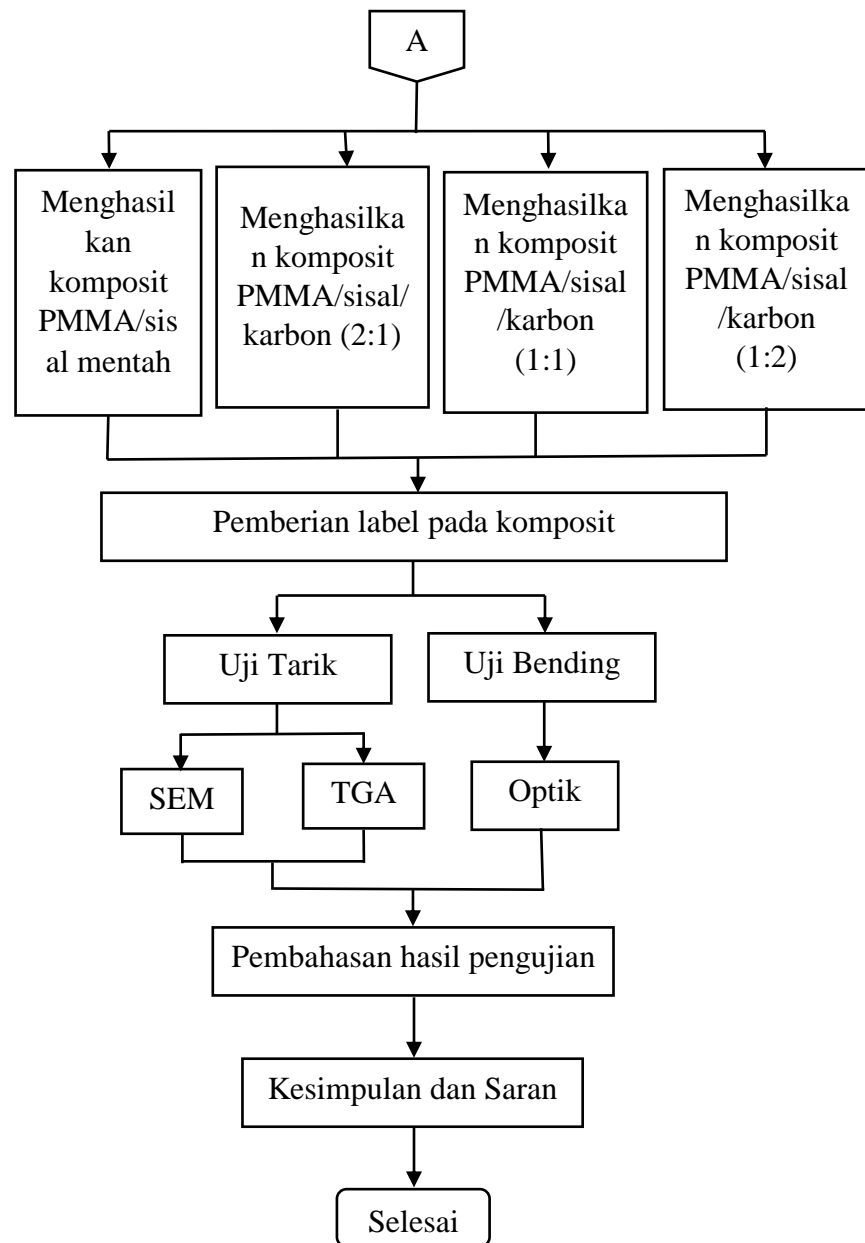 A
Menghasil
kan
komposit
PMMA/sis
al mentah
Menghasilka
n komposit
PMMA/sisal/
karbon (2:1)
Menghasilka
n komposit
PMMA/sisal
/karbon
(1:1)
Menghasilka
n komposit
PMMA/sisal
/karbon
(1:2)
Pemberian label pada komposit
Uji Tarik
Uji Bending
SEM
TGA
Optik
Pembahasan hasil pengujian
Kesimpulan dan Saran
Selesai